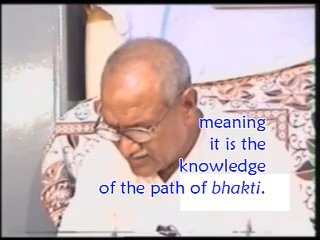 meaning
it is the
knowledge
of the path of bhakti.